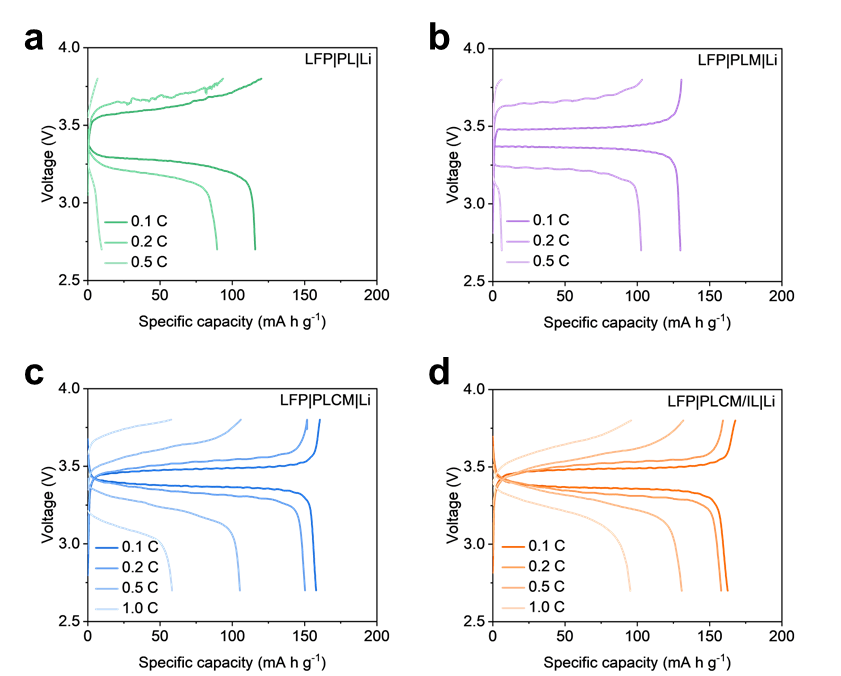 a
LFP|PL|Li
4.0
3.5
3.0
2.5
Voltage (V)
0.1 C
0.2 C
0.5 C
0
50
100
150
200
Specific capacity (mA h g⁻¹)
b
LFP|PLM|Li
4.0
3.5
3.0
2.5
Voltage (V)
0.1 C
0.2 C
0.5 C
0
50
100
150
200
Specific capacity (mA h g⁻¹)
c
LFP|PLCM|Li
4.0
3.5
3.0
2.5
Voltage (V)
0.1 C
0.2 C
0.5 C
1.0 C
0
50
100
150
200
Specific capacity (mA h g⁻¹)
d
LFP|PLCM/IL|Li
4.0
3.5
3.0
2.5
Voltage (V)
0.1 C
0.2 C
0.5 C
1.0 C
0
50
100
150
200
Specific capacity (mA h g⁻¹)